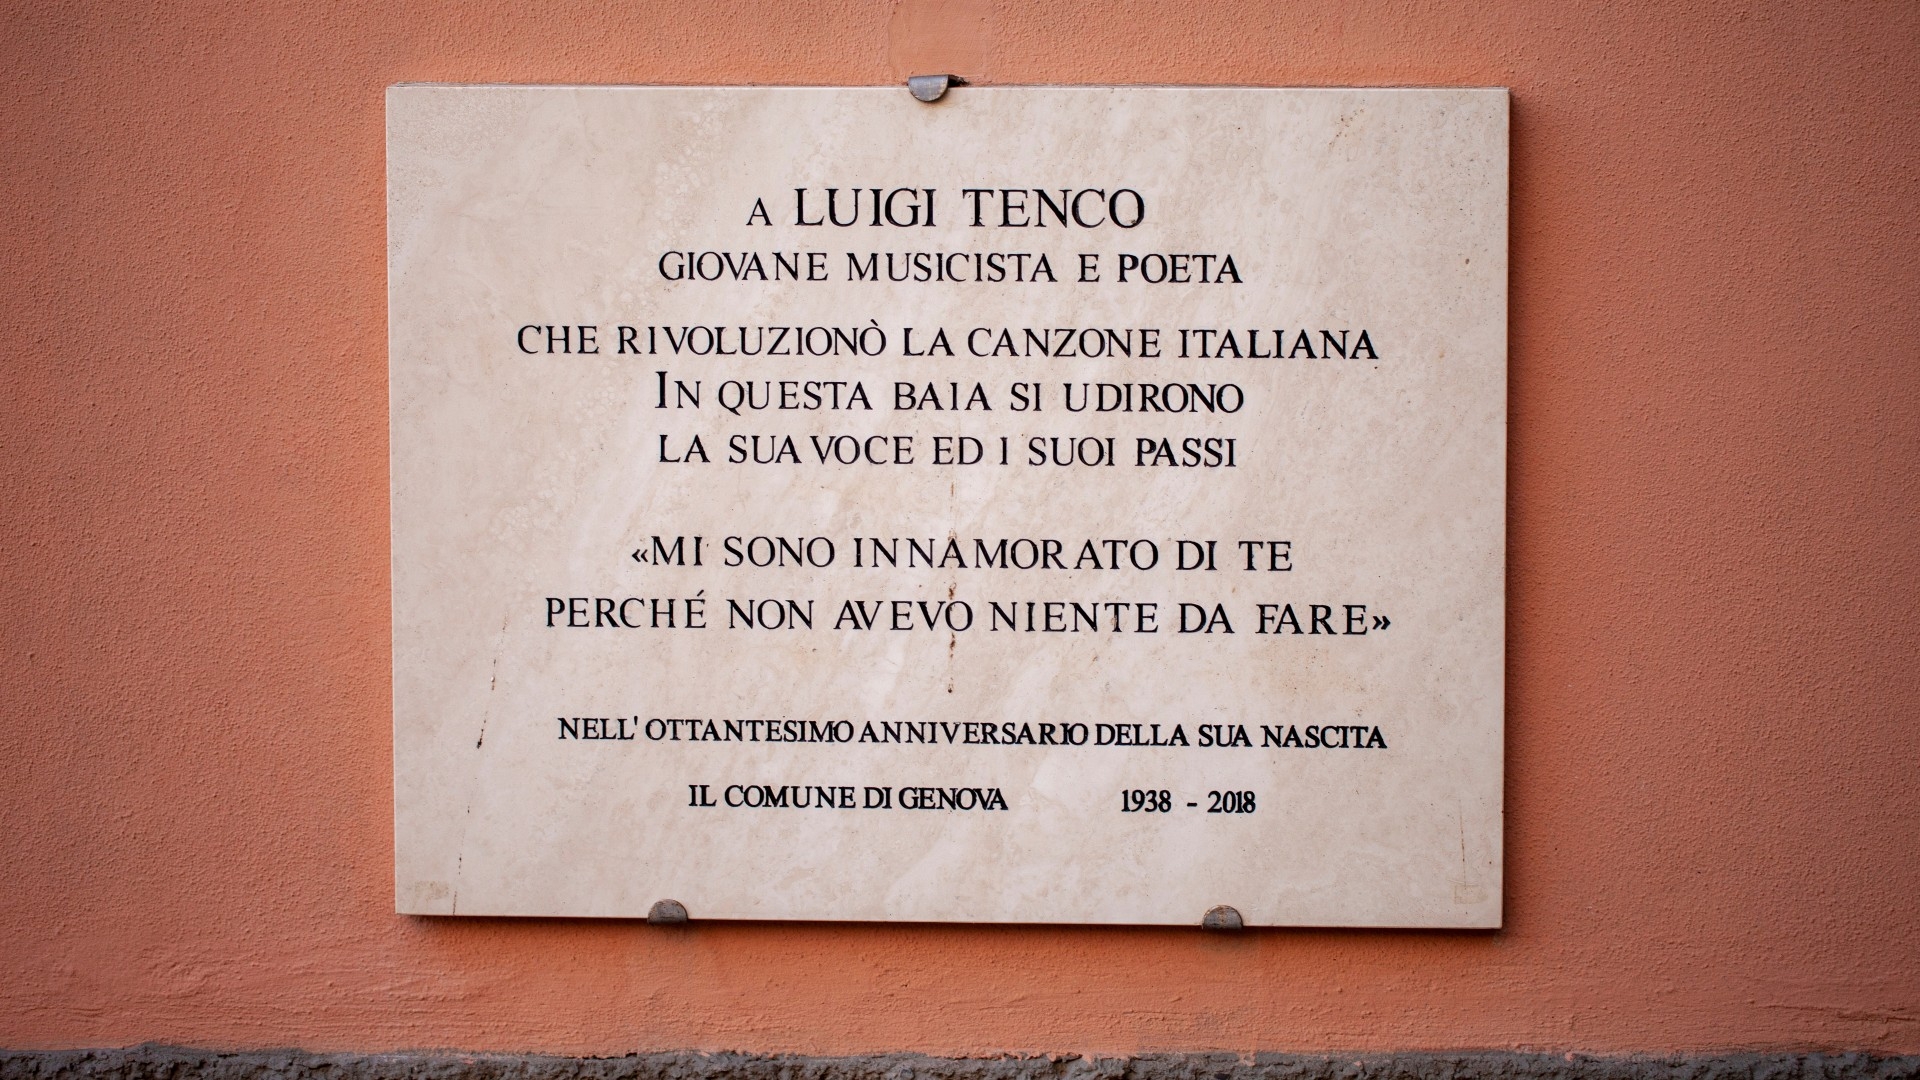 A LUIGI TENCO
GIOVANE MUSICISTA E POETA
CHE RIVOLUZIONÒ LA CANZONE ITALIANA
IN QUESTA BAIA SI UDIRONO
LA SUA VOCE ED I SUOI PASSI
«MI SONO INNAMORATO DI TE
PERCHÉ NON AVEVO NIENTE DA FARE»
NELL'OTTANTESIMO ANNIVERSARIO DELLA SUA NASCITA
IL COMUNE DI GENOVA 1938 - 2018